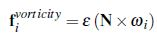 f_i^{vorticity} = ε (N × ω_i)